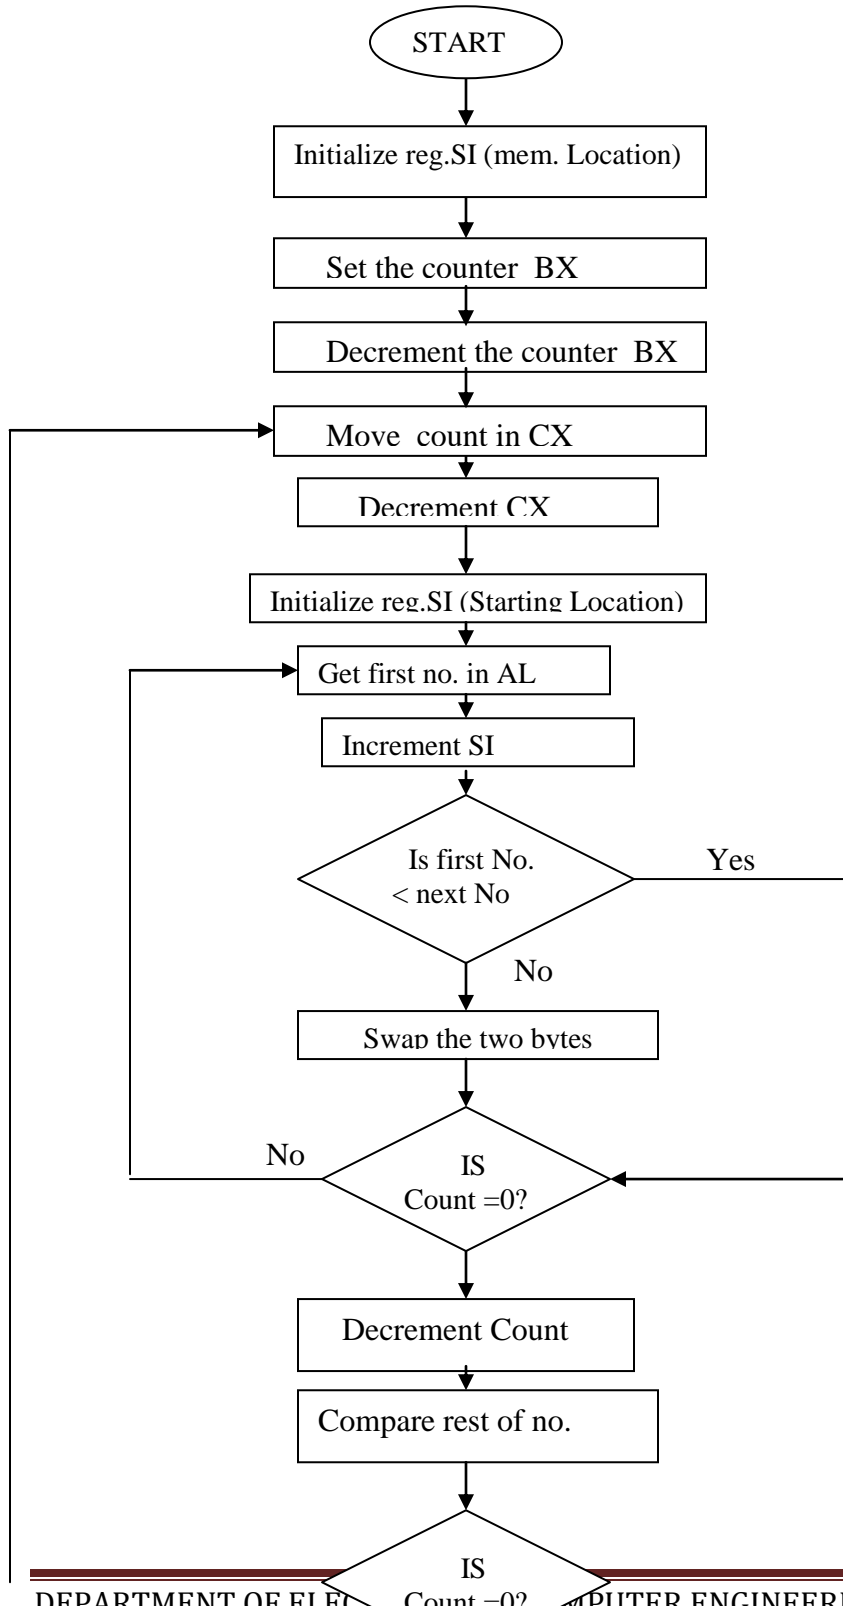 START
Initialize reg.SI (mem. Location)
Set the counter BX
Decrement the counter BX
Move count in CX
Decrement CX
Initialize reg.SI (Starting Location)
Get first no. in AL
Increment SI
Is first No.
< next No
Yes
No
Swap the two bytes
No
IS
Count =0?
Decrement Count
Compare rest of no.
IS
Count =0?
DEPARTMENT OF